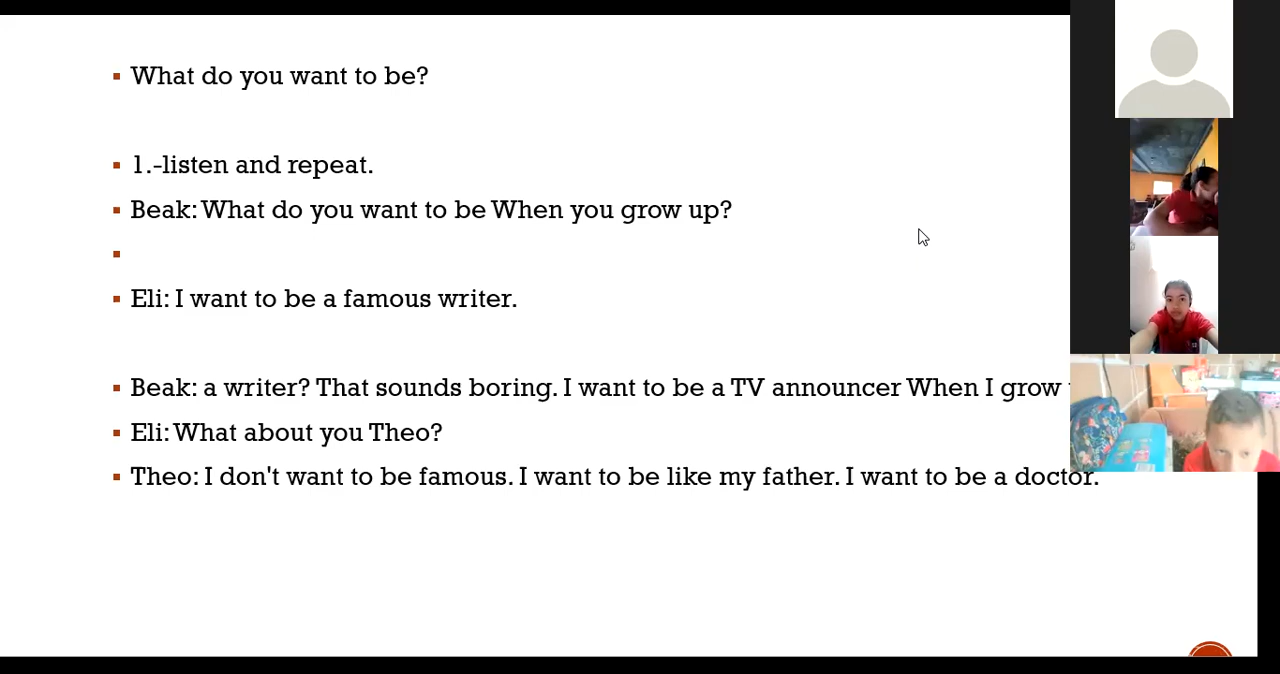 What do you want to be?
1.-listen and repeat.
Beak: What do you want to be When you grow up?
Eli: I want to be a famous writer.
Beak: a writer? That sounds boring. I want to be a TV announcer When I grow
Eli: What about you Theo?
Theo: I don't want to be famous. I want to be like my father. I want to be a doctor.